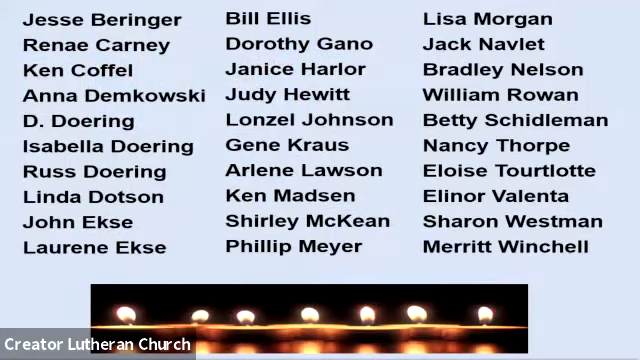 Jesse Beringer
Renae Carney
Ken Coffel
Anna Demkowski
D. Doering
Isabella Doering
Russ Doering
Linda Dotson
John Ekse
Laurene Ekse
Bill Ellis
Dorothy Gano
Janice Harlor
Judy Hewitt
Lonzel Johnson
Gene Kraus
Arlene Lawson
Ken Madsen
Shirley McKean
Phillip Meyer
Lisa Morgan
Jack Navlet
Bradley Nelson
William Rowan
Betty Schidleman
Nancy Thorpe
Eloise Tourtlotte
Elinor Valenta
Sharon Westman
Merritt Winchell
Creator Lutheran Church